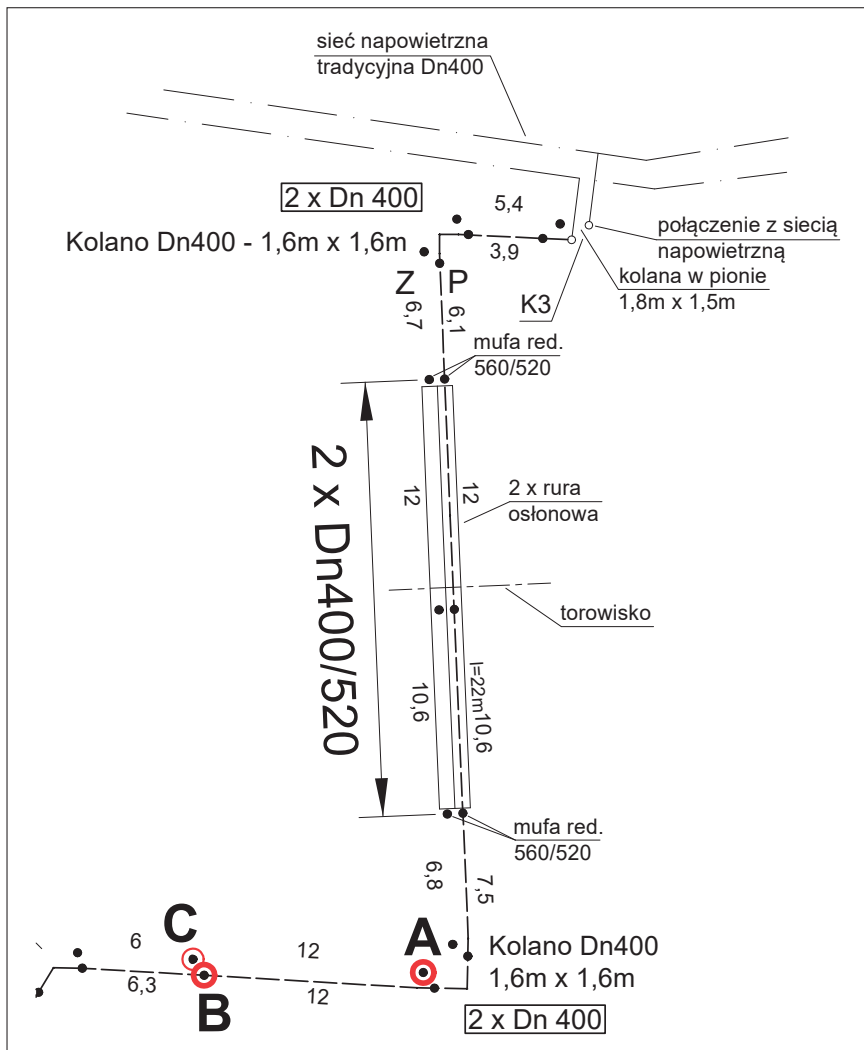 sieć napowietrzna
tradycyjna Dn400
2 x Dn 400
5,4
Kolano Dn400 - 1,6m x 1,6m
3,9
połączenie z siecią
napowietrzną
kolana w pionie
1,8m x 1,5m
K3
Z P
6,7
6,1
mufa red.
560/520
2 x Dn400/520
12
12
2 x rura
osłonowa
torowisko
10,6
l=22m
10,6
mufa red.
560/520
6,8
7,5
Kolano Dn400
1,6m x 1,6m
2 x Dn 400
A
12
12
C
B
6
6,3